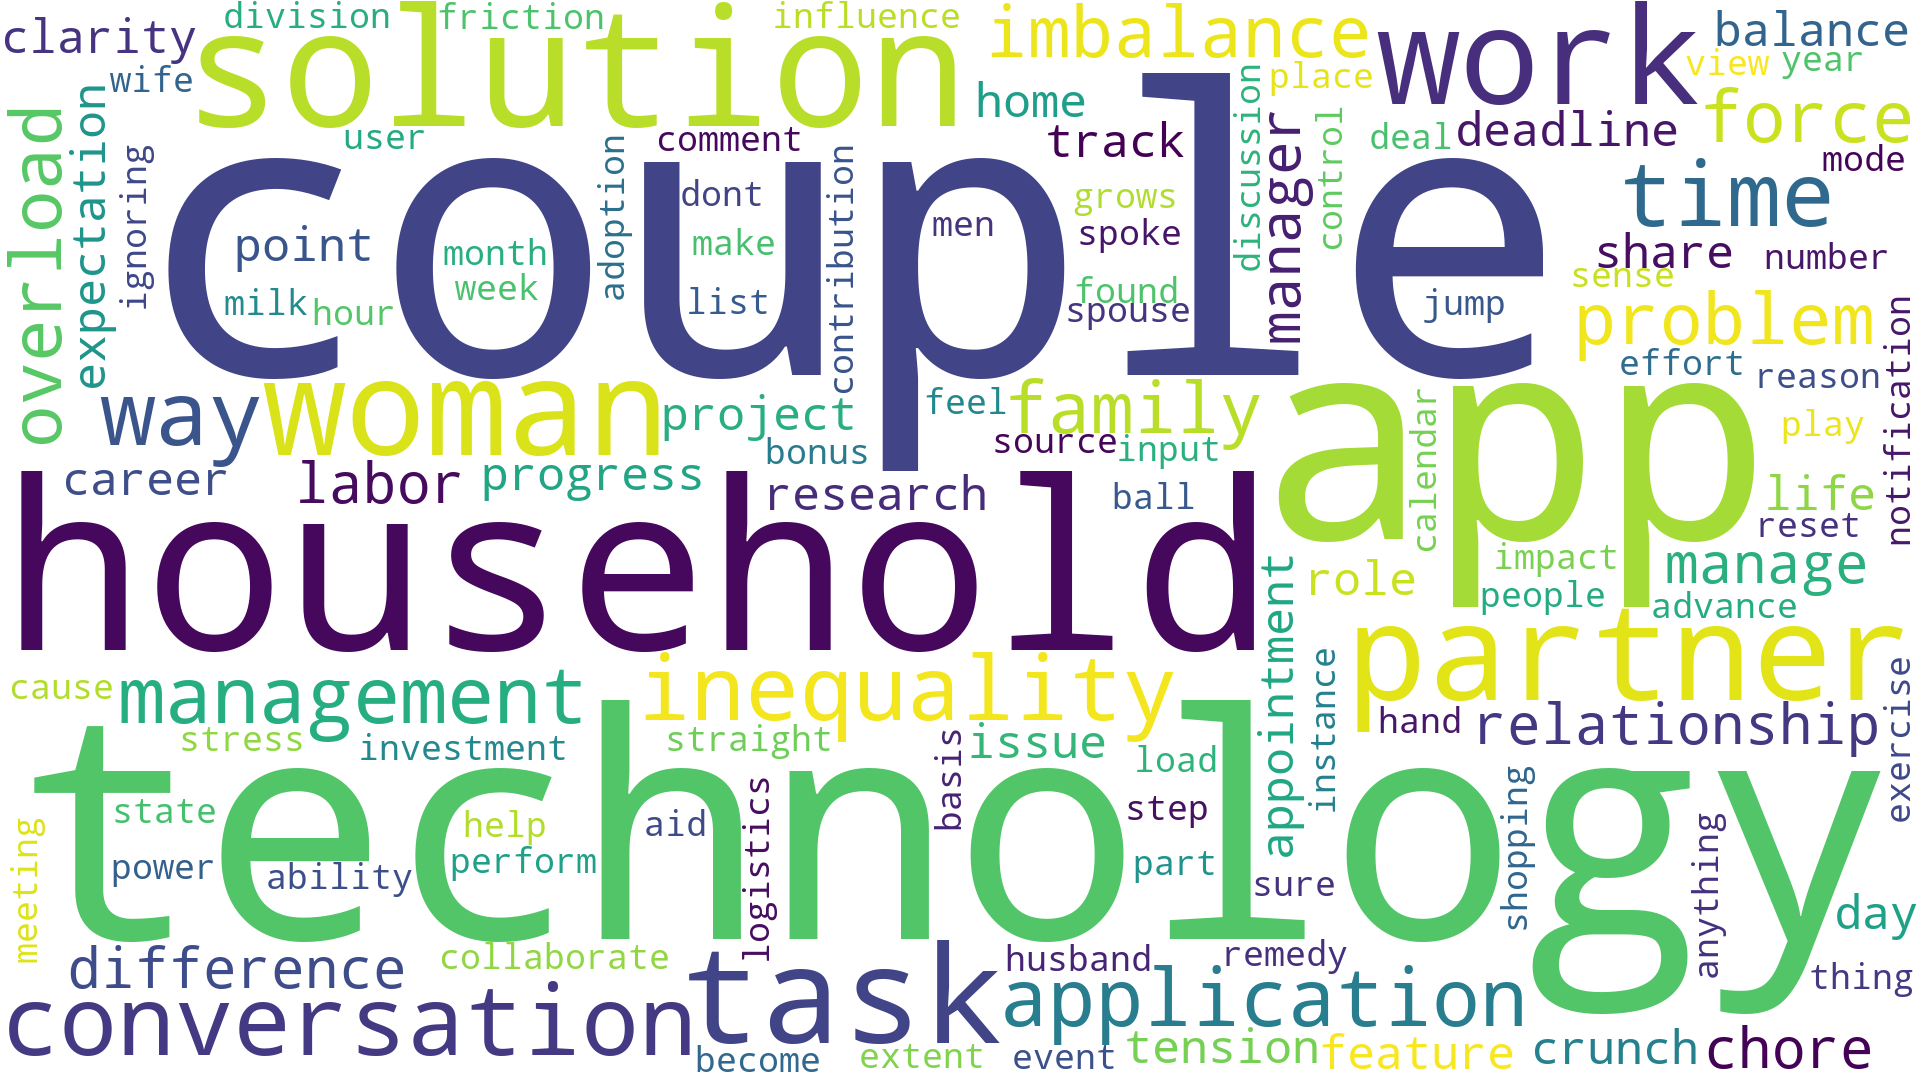 clarity
division
friction
influence
imbalance
work
balance
wife
solution
home
place
view
year
force
overload
expectation
ignoring
user
comment
track
discussion
manager
control
deal
deadline
mode
couple
point
month
week
adoption
dont
make
list
contribution
men
grows
spoke
found
spouse
time
share
number
sense
milk
hour
jump
problem
effort
reason
notification
way
woman
project
bonus
feel
family
source
input
app
calendar
play
life
reset
career
labor
progress
research
ball
household
appointment
role
impact
people
manage
advance
cause
management
inequality
partner
stress
investment
straight
basis
issue
load
instance
hand
relationship
exercise
technology
state
power
ability
help
perform
aid
logistics
step
part
sure
shopping
anything
meeting
day
difference
collaborate
task
husband
remedy
thing
conversation
application
become
extent
event
tension
feature
crunch
chore